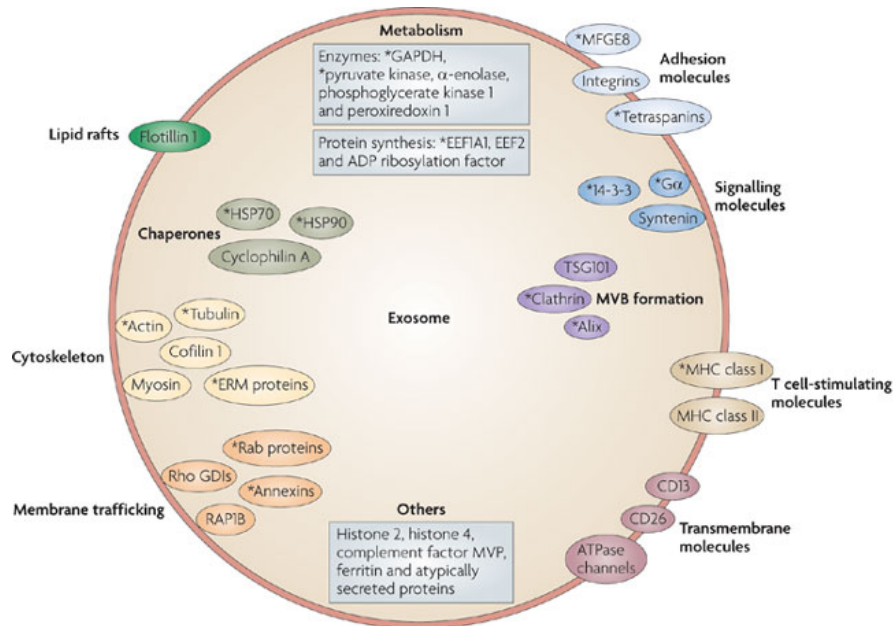 Metabolism
Enzymes: *GAPDH,
*pyruvate kinase, α-enolase,
phosphoglycerate kinase 1
and peroxiredoxin 1
Protein synthesis: *EEF1A1, EEF2
and ADP ribosylation factor
*MFGE8
Integrins
*Tetraspanins
Adhesion
molecules
Lipid rafts
Flotillin 1
*14-3-3
*Gα
Syntenin
Signalling
molecules
*HSP70
*HSP90
Chaperones
Cyclophilin A
TSG101
*Clathrin
*Alix
MVB formation
Exosome
*Tubulin
*Actin
Cofilin 1
Cytoskeleton
Myosin
*ERM proteins
*MHC class I
MHC class II
T cell-stimulating
molecules
*Rab proteins
Rho GDIs
*Annexins
Membrane trafficking
RAP1B
CD13
CD26
ATPase
channels
Transmembrane
molecules
Others
Histone 2, histone 4,
complement factor MVP,
ferritin and atypically
secreted proteins